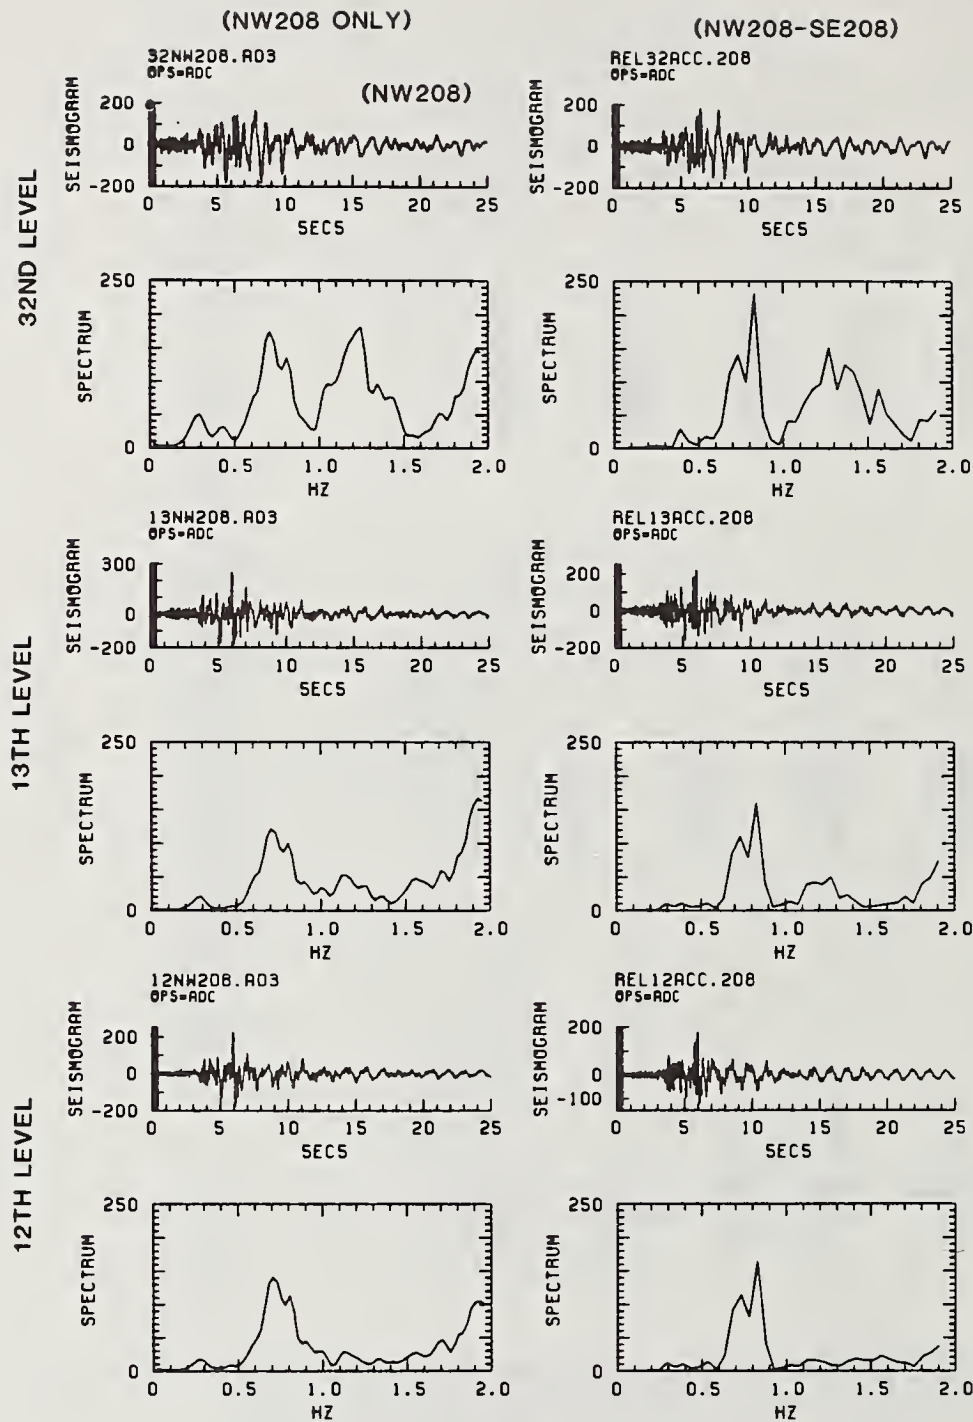 (NW208 ONLY)
(NW208-SE208)
32ND LEVEL
32NW208.A03
OPS=ADC
(NW208)
SEISMOGRAM
200
0
-200
0 5 10 15 20 25
SECS
REL32ACC.208
OPS=ADC
SEISMOGRAM
200
0
-200
0 5 10 15 20 25
SECS
SPECTRUM
250
0
0 0.5 1.0 1.5 2.0
HZ
SPECTRUM
250
0
0 0.5 1.0 1.5 2.0
HZ
13TH LEVEL
13NW208.A03
OPS=ADC
SEISMOGRAM
300
0
-200
0 5 10 15 20 25
SECS
REL13ACC.208
OPS=ADC
SEISMOGRAM
200
0
-200
0 5 10 15 20 25
SECS
SPECTRUM
250
0
0 0.5 1.0 1.5 2.0
HZ
SPECTRUM
250
0
0 0.5 1.0 1.5 2.0
HZ
12TH LEVEL
12NW208.A03
OPS=ADC
SEISMOGRAM
200
0
-200
0 5 10 15 20 25
SECS
REL12ACC.208
OPS=ADC
SEISMOGRAM
200
0
-100
0 5 10 15 20 25
SECS
SPECTRUM
250
0
0 0.5 1.0 1.5 2.0
HZ
SPECTRUM
250
0
0 0.5 1.0 1.5 2.0
HZ